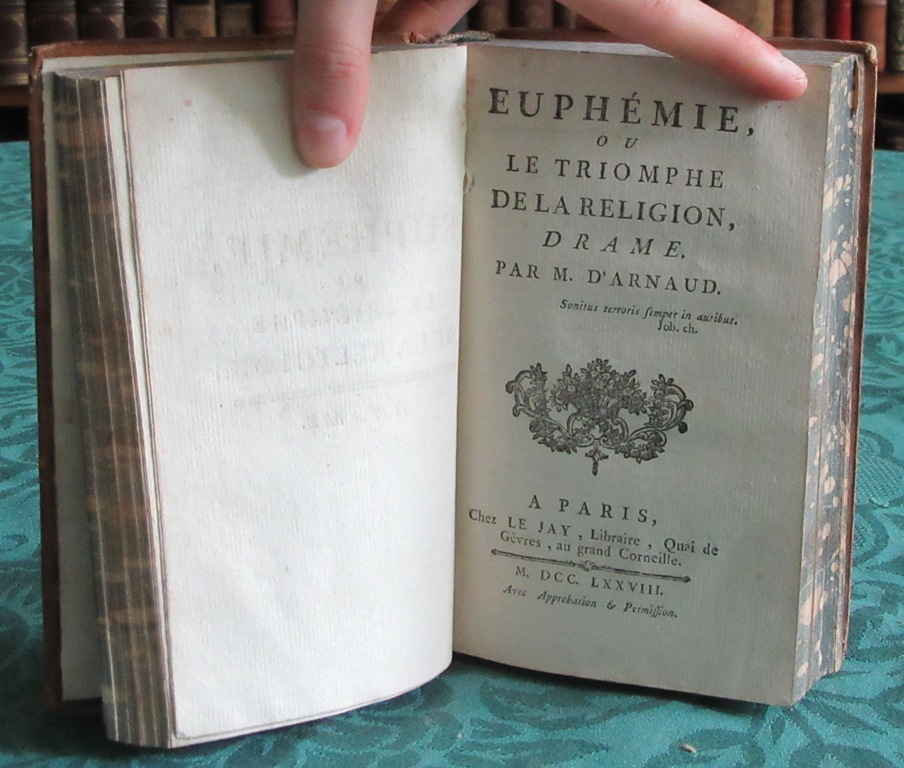 EUPHÉMIE,
OU
LE TRIOMPHE
DE LA RELIGION,
DRAME.
PAR M. D'ARNAUD.
Sonitus terroris ſemper in auribus.
Job. ch.
A PARIS,
Chez LE JAY, Libraire, Quai de
Gêvres, au grand Corneille.
M. DCC. LXXVIII.
Avec Approbation & Permiſſion.